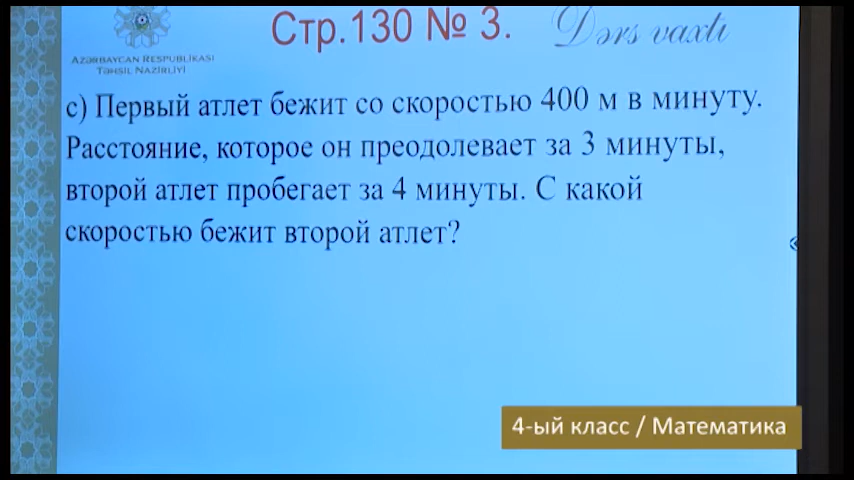 Стр.130 № 3.
Dərs vaxtı
AZƏRBAYCAN RESPUBLİKASI
TƏHSİL NAZİRLİYİ
c) Первый атлет бежит со скоростью 400 м в минуту.
Расстояние, которое он преодолевает за 3 минуты,
второй атлет пробегает за 4 минуты. С какой
скоростью бежит второй атлет?
4-ый класс / Математика